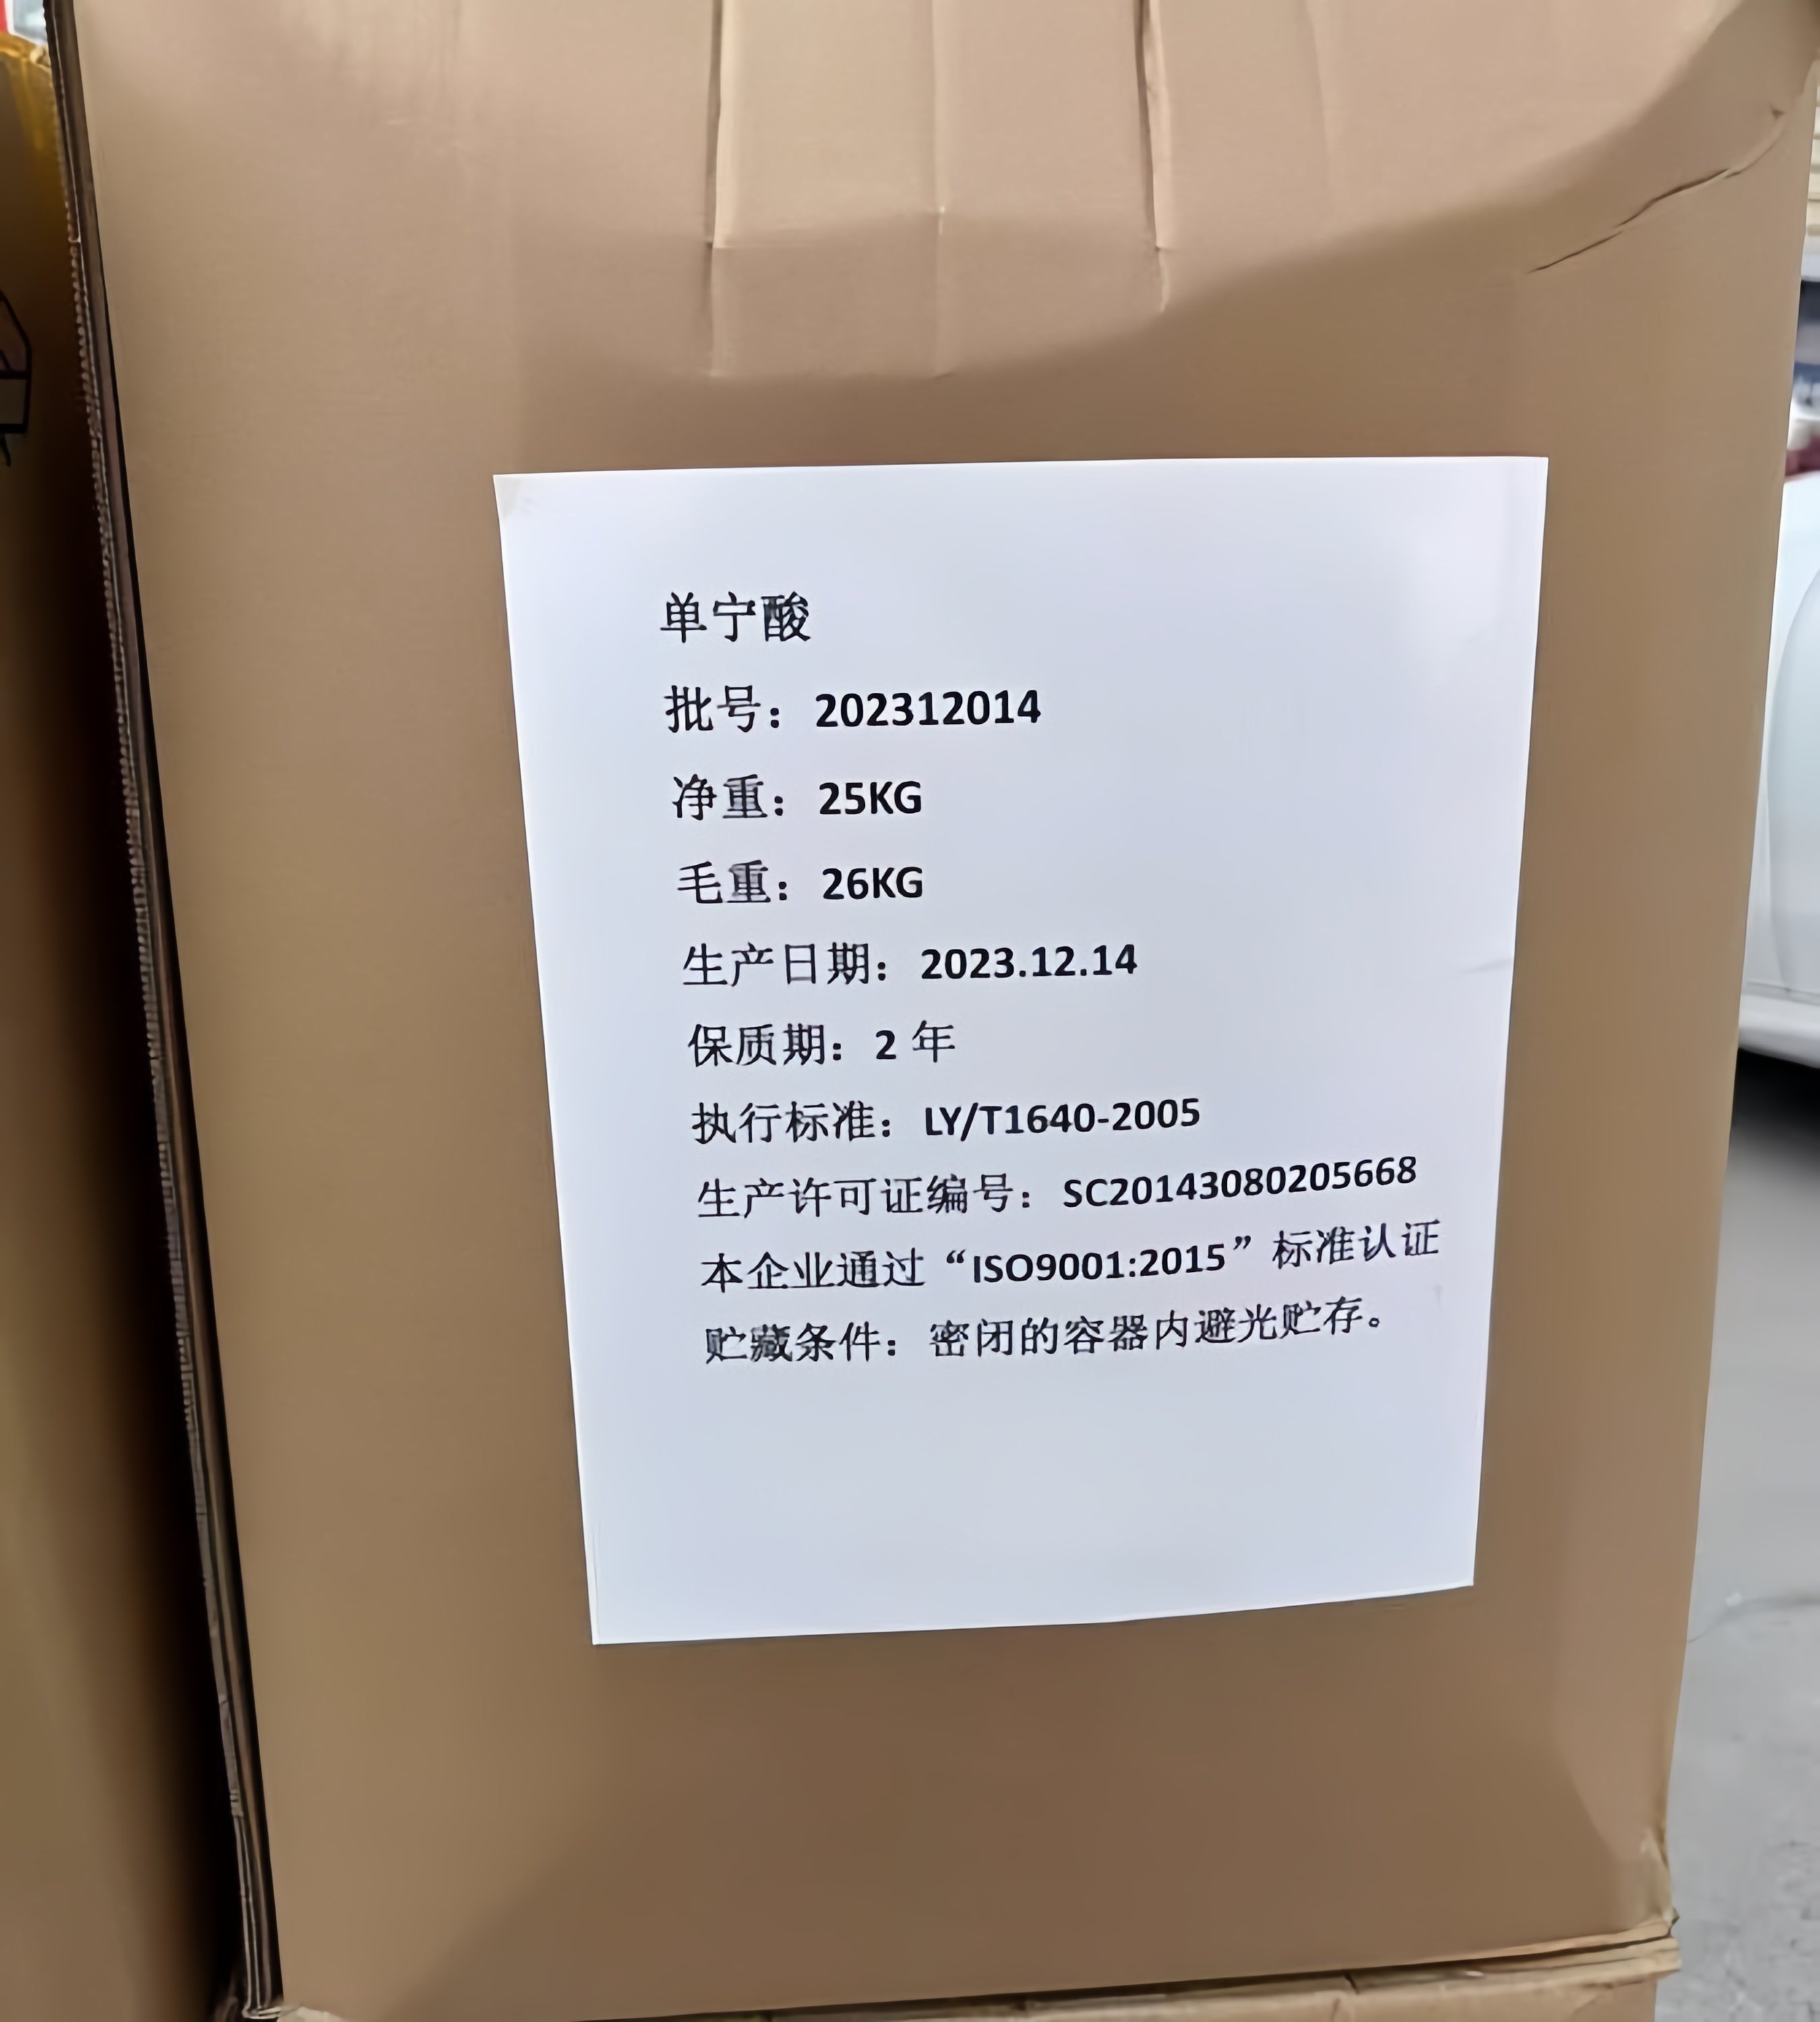 单宁酸
批号：202312014
净重：25KG
毛重：26KG
生产日期：2023.12.14
保质期：2 年
执行标准：LY/T1640-2005
生产许可证编号：SC20143080205668
本企业通过“ISO9001:2015”标准认证
贮藏条件：密闭的容器内避光贮存。